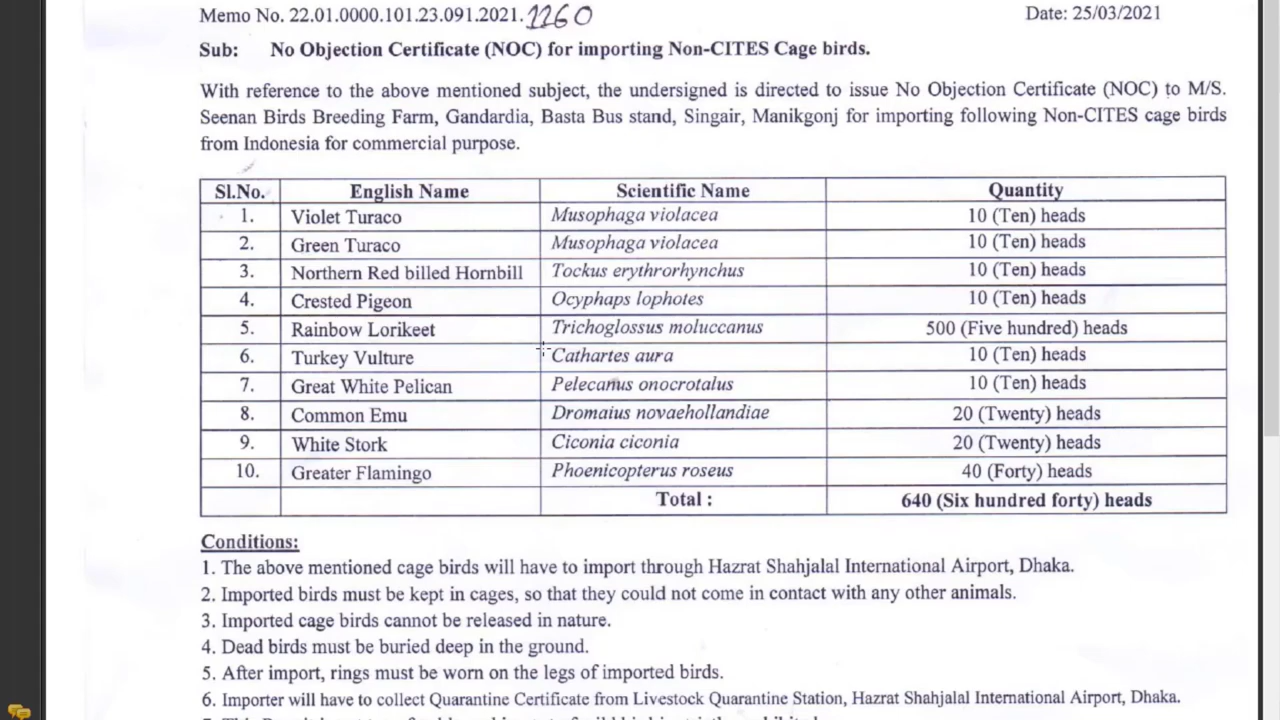 Memo No. 22.01.0000.101.23.091.2021.1260 Date: 25/03/2021
Sub: No Objection Certificate (NOC) for importing Non-CITES Cage birds.
With reference to the above mentioned subject, the undersigned is directed to issue No Objection Certificate (NOC) to M/S.
Seenan Birds Breeding Farm, Gandardia, Basta Bus stand, Singair, Manikgonj for importing following Non-CITES cage birds
from Indonesia for commercial purpose.
Sl.No. English Name Scientific Name Quantity
1. Violet Turaco Musophaga violacea 10 (Ten) heads
2. Green Turaco Musophaga violacea 10 (Ten) heads
3. Northern Red billed Hornbill Tockus erythrorhynchus 10 (Ten) heads
4. Crested Pigeon Ocyphaps lophotes 10 (Ten) heads
5. Rainbow Lorikeet Trichoglossus moluccanus 500 (Five hundred) heads
6. Turkey Vulture Cathartes aura 10 (Ten) heads
7. Great White Pelican Pelecanus onocrotalus 10 (Ten) heads
8. Common Emu Dromaius novaehollandiae 20 (Twenty) heads
9. White Stork Ciconia ciconia 20 (Twenty) heads
10. Greater Flamingo Phoenicopterus roseus 40 (Forty) heads
Total : 640 (Six hundred forty) heads
Conditions:
1. The above mentioned cage birds will have to import through Hazrat Shahjalal International Airport, Dhaka.
2. Imported birds must be kept in cages, so that they could not come in contact with any other animals.
3. Imported cage birds cannot be released in nature.
4. Dead birds must be buried deep in the ground.
5. After import, rings must be worn on the legs of imported birds.
6. Importer will have to collect Quarantine Certificate from Livestock Quarantine Station, Hazrat Shahjalal International Airport, Dhaka.